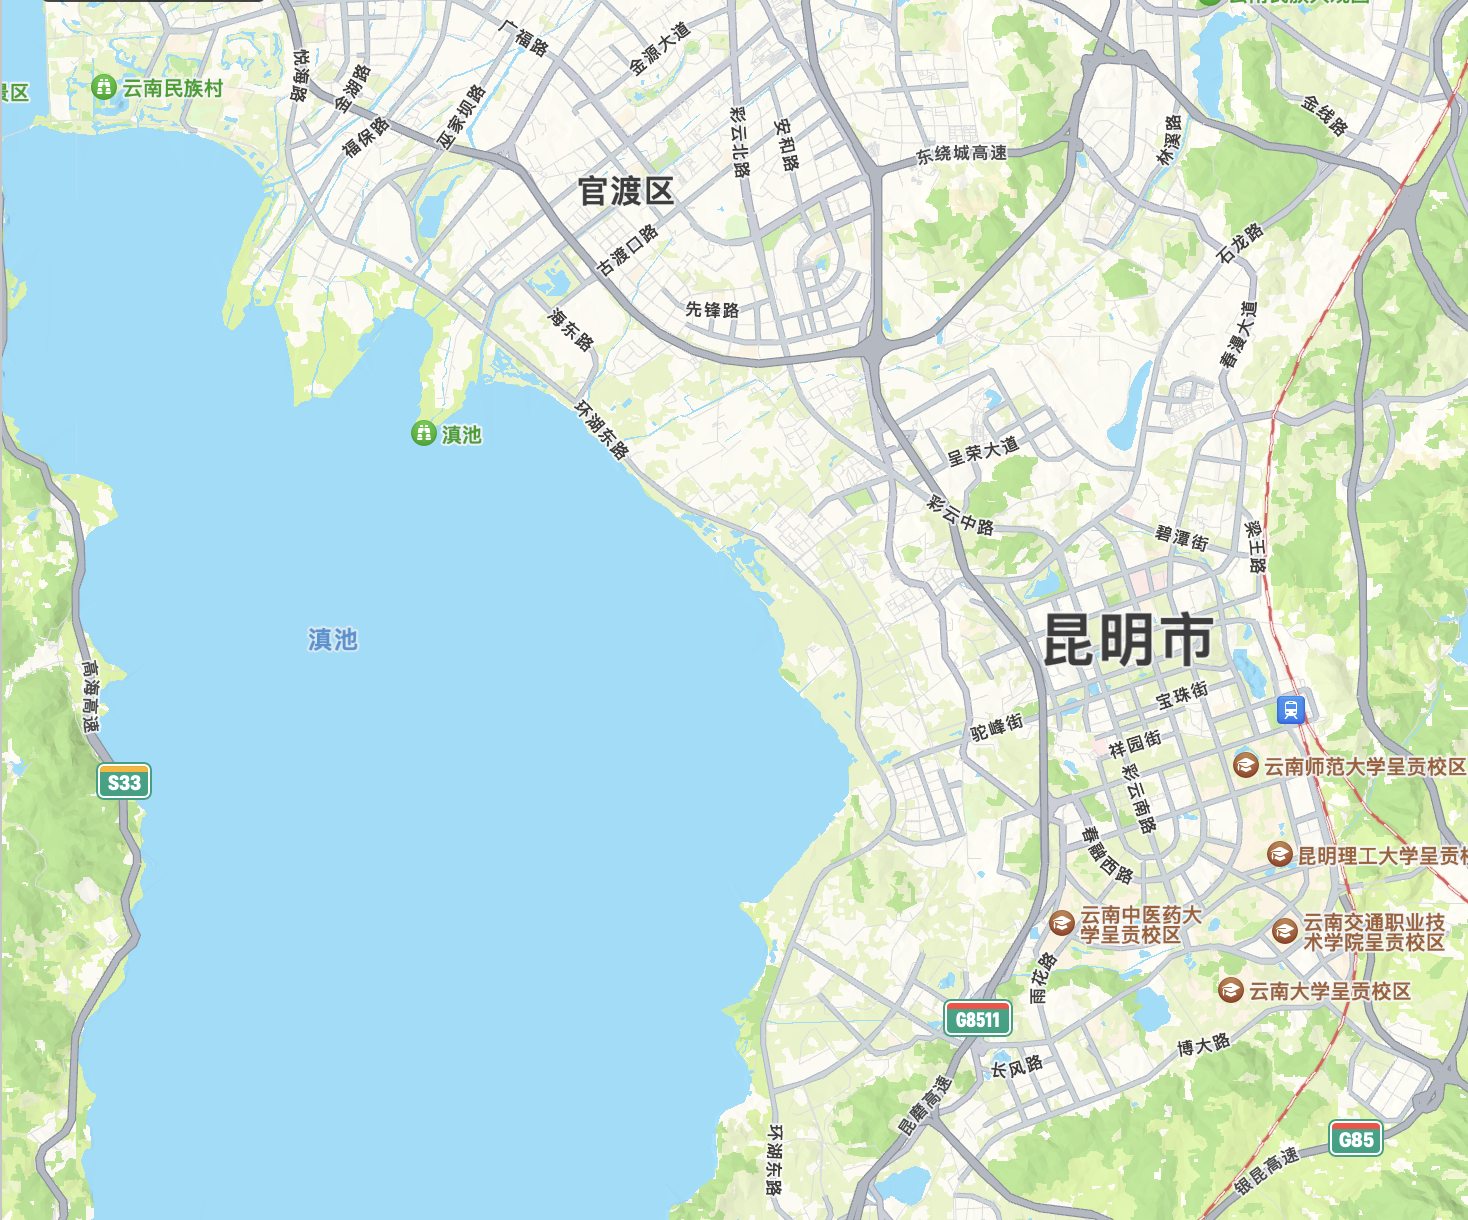 景区
云南民族村
悦海路
金湖路
福保路
巫家坝路
广福路
金源大道
彩云北路
安和路
官渡区
古渡口路
东绕城高速
林溪路
金线路
石龙路
春漫大道
先锋路
海东路
滇池
环湖东路
呈荣大道
彩云中路
碧潭街
梁王路
滇池
高海高速
S33
昆明市
宝珠街
驼峰街
祥园街
彩云南路
春融西路
云南师范大学呈贡校区
昆明理工大学呈贡校
云南中医药大
学呈贡校区
云南交通职业技
术学院呈贡校区
云南大学呈贡校区
雨花路
G8511
长风路
博大路
昆磨高速
环湖东路
G85
银昆高速